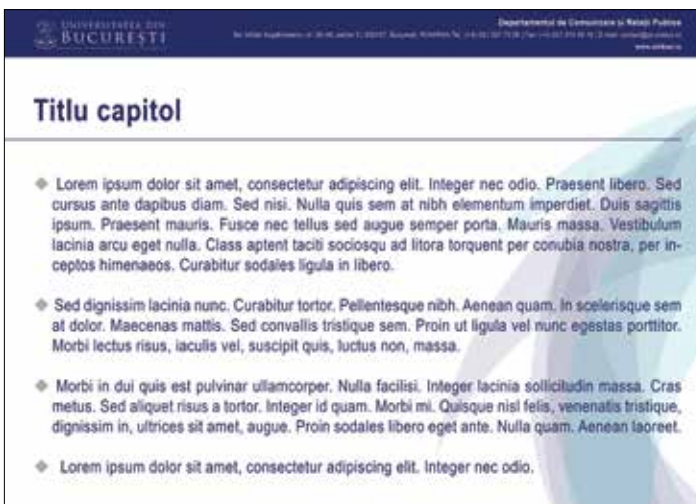 UNIVERSITATEA DIN
BUCUREȘTI
Departamentul de Comunicare și Relații Publice
www.unibuc.ro
Titlu capitol
Lorem ipsum dolor sit amet, consectetur adipiscing elit. Integer nec odio. Praesent libero. Sed
cursus ante dapibus diam. Sed nisi. Nulla quis sem at nibh elementum imperdiet. Duis sagittis
ipsum. Praesent mauris. Fusce nec tellus sed augue semper porta. Mauris massa. Vestibulum
lacinia arcu eget nulla. Class aptent taciti sociosqu ad litora torquent per conubia nostra, per in-
ceptos himenaeos. Curabitur sodales ligula in libero.
Sed dignissim lacinia nunc. Curabitur tortor. Pellentesque nibh. Aenean quam. In scelerisque sem
at dolor. Maecenas mattis. Sed convallis tristique sem. Proin ut ligula vel nunc egestas porttitor.
Morbi lectus risus, iaculis vel, suscipit quis, luctus non, massa.
Morbi in dui quis est pulvinar ullamcorper. Nulla facilisi. Integer lacinia sollicitudin massa. Cras
metus. Sed aliquet risus a tortor. Integer id quam. Morbi mi. Quisque nisl felis, venenatis tristique,
dignissim in, ultrices sit amet, augue. Proin sodales libero eget ante. Nulla quam. Aenean laoreet.
Lorem ipsum dolor sit amet, consectetur adipiscing elit. Integer nec odio.